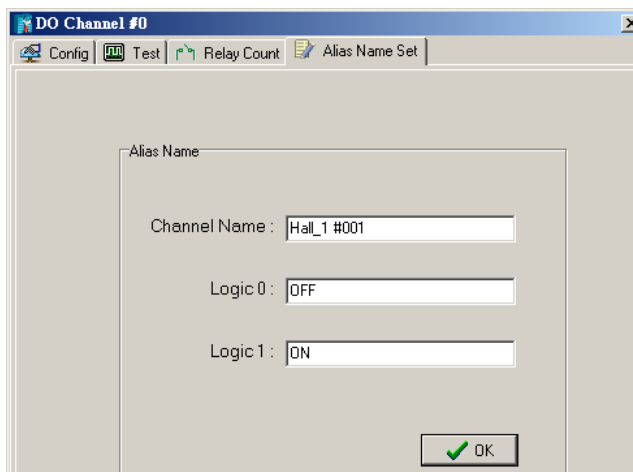 DO Channel #0
Config Test Relay Count Alias Name Set
Alias Name
Channel Name : Hall_1 #001
Logic 0 : OFF
Logic 1 : ON
OK